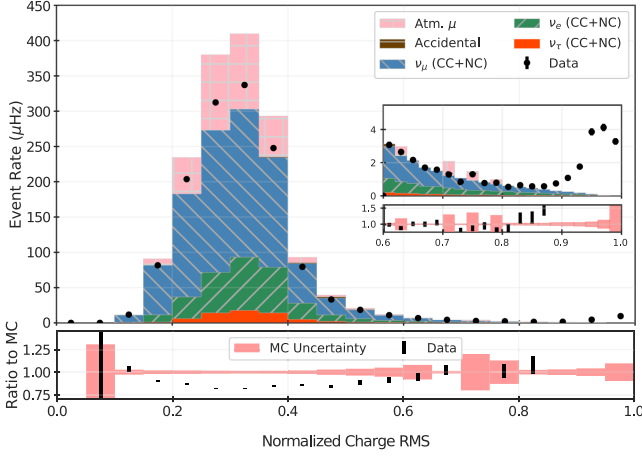 450
400
350
300
250
200
150
100
50
0
Event Rate (μHz)
Atm. μ
Accidental
ν_μ (CC+NC)
ν_e (CC+NC)
ν_τ (CC+NC)
Data
4
2
0
1.5
1.0
0.6 0.7 0.8 0.9 1.0
Ratio to MC
1.25
1.00
0.75
MC Uncertainty Data
0.0 0.2 0.4 0.6 0.8 1.0
Normalized Charge RMS